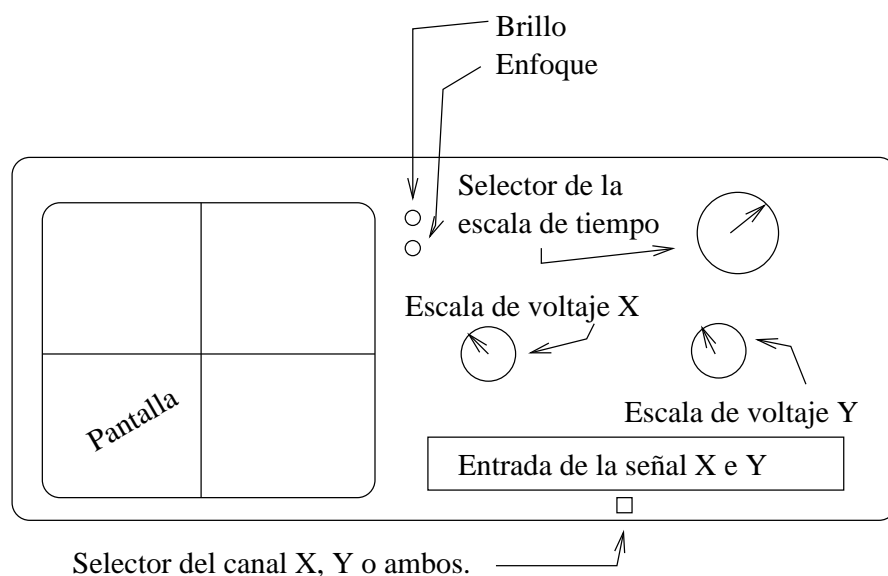 Brillo
Enfoque
Selector de la
escala de tiempo
Escala de voltaje X
Pantalla
Escala de voltaje Y
Entrada de la señal X e Y
Selector del canal X, Y o ambos.